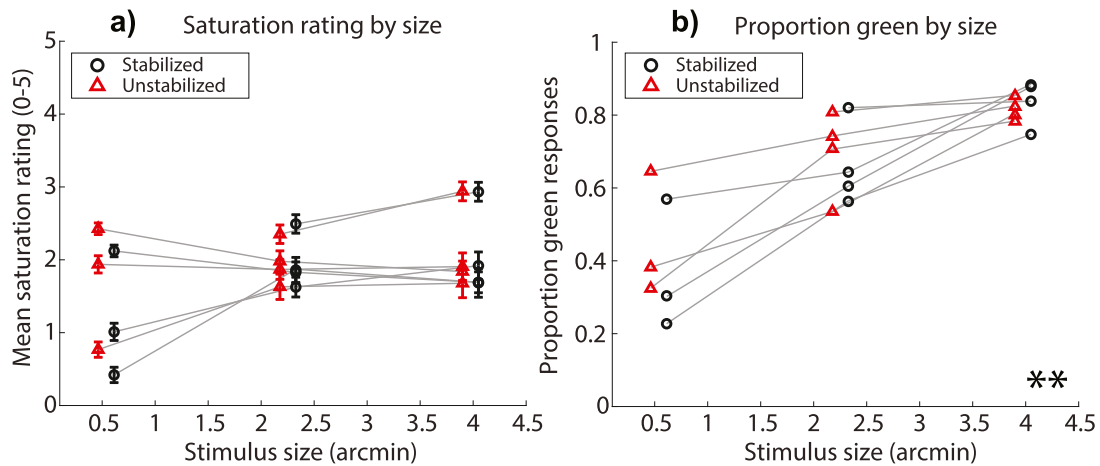 a) Saturation rating by size
Stabilized
Unstabilized
Mean saturation rating (0-5)
5
4
3
2
1
0
0.5 1 1.5 2 2.5 3 3.5 4 4.5
Stimulus size (arcmin)
b) Proportion green by size
Stabilized
Unstabilized
Proportion green responses
1
0.8
0.6
0.4
0.2
0
**
0.5 1 1.5 2 2.5 3 3.5 4 4.5
Stimulus size (arcmin)